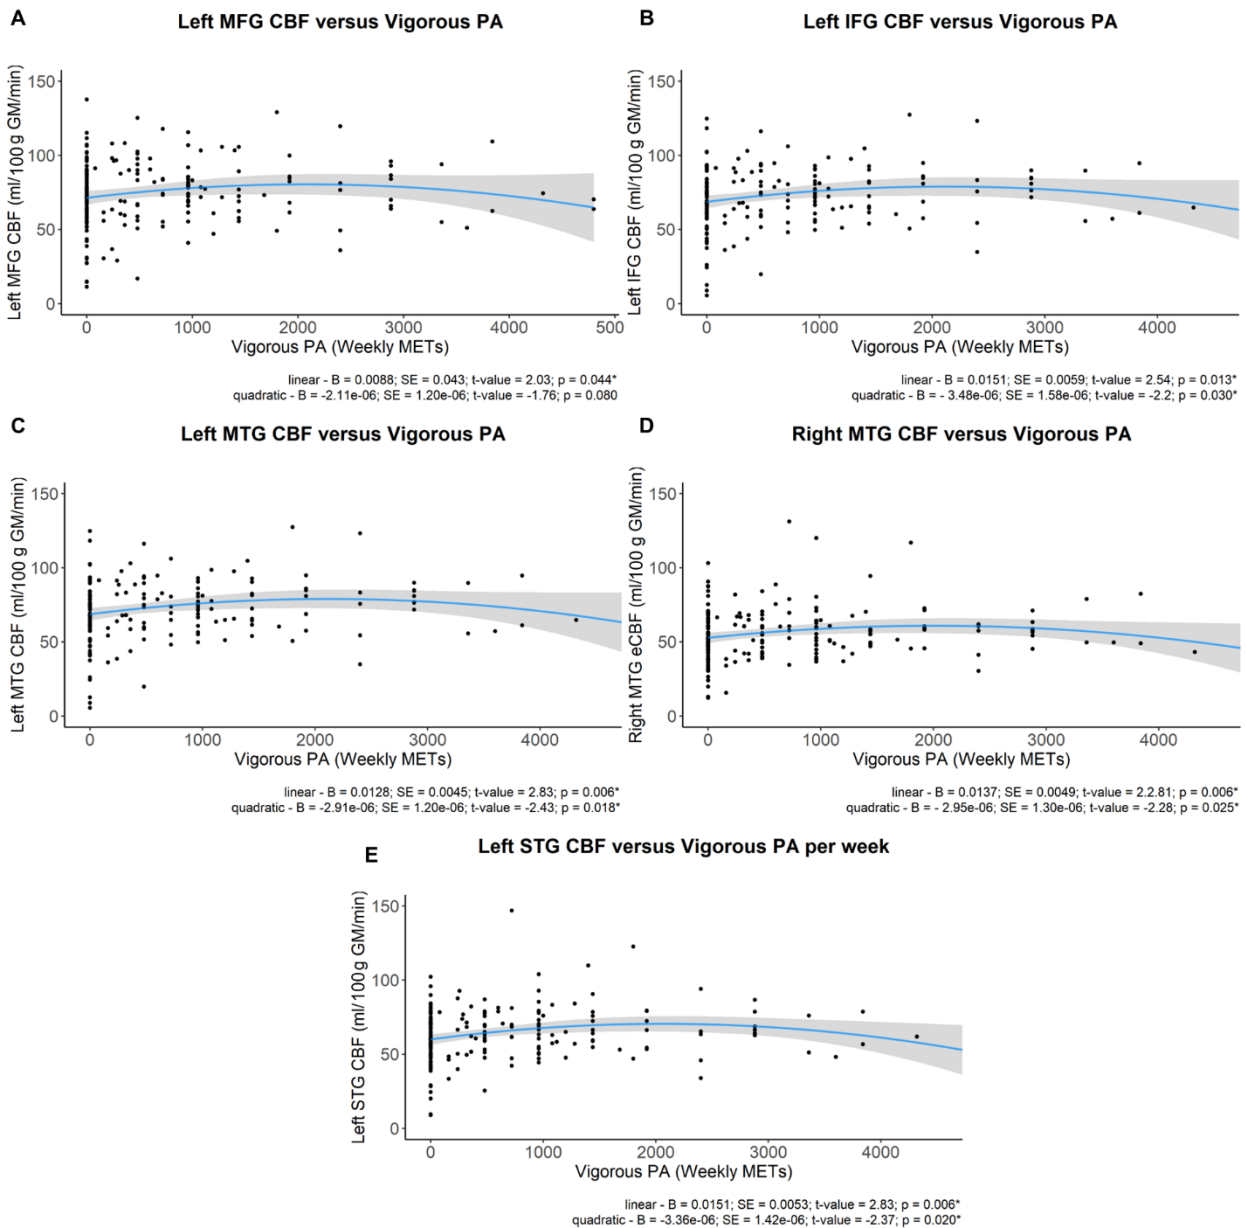 A
Left MFG CBF versus Vigorous PA
Left MFG CBF (ml/100 g GM/min)
150
100
50
0
0 1000 2000 3000 4000 500
Vigorous PA (Weekly METs)
linear - B = 0.0088; SE = 0.043; t-value = 2.03; p = 0.044*
quadratic - B = -2.11e-06; SE = 1.20e-06; t-value = -1.76; p = 0.080
B
Left IFG CBF versus Vigorous PA
Left IFG CBF (ml/100 g GM/min)
150
100
50
0
0 1000 2000 3000 4000
Vigorous PA (Weekly METs)
linear - B = 0.0151; SE = 0.0059; t-value = 2.54; p = 0.013*
quadratic - B = - 3.48e-06; SE = 1.58e-06; t-value = -2.2; p = 0.030*
C
Left MTG CBF versus Vigorous PA
Left MTG CBF (ml/100 g GM/min)
150
100
50
0
0 1000 2000 3000 4000
Vigorous PA (Weekly METs)
linear - B = 0.0128; SE = 0.0045; t-value = 2.83; p = 0.006*
quadratic - B = -2.91e-06; SE = 1.20e-06; t-value = -2.43; p = 0.018*
D
Right MTG CBF versus Vigorous PA
Right MTG eCBF (ml/100 g GM/min)
150
100
50
0
0 1000 2000 3000 4000
Vigorous PA (Weekly METs)
linear - B = 0.0137; SE = 0.0049; t-value = 2.2.81; p = 0.006*
quadratic - B = - 2.95e-06; SE = 1.30e-06; t-value = -2.28; p = 0.025*
E
Left STG CBF versus Vigorous PA per week
Left STG CBF (ml/100g GM/min)
150
100
50
0
0 1000 2000 3000 4000
Vigorous PA (Weekly METs)
linear - B = 0.0151; SE = 0.0053; t-value = 2.83; p = 0.006*
quadratic - B = -3.36e-06; SE = 1.42e-06; t-value = -2.37; p = 0.020*